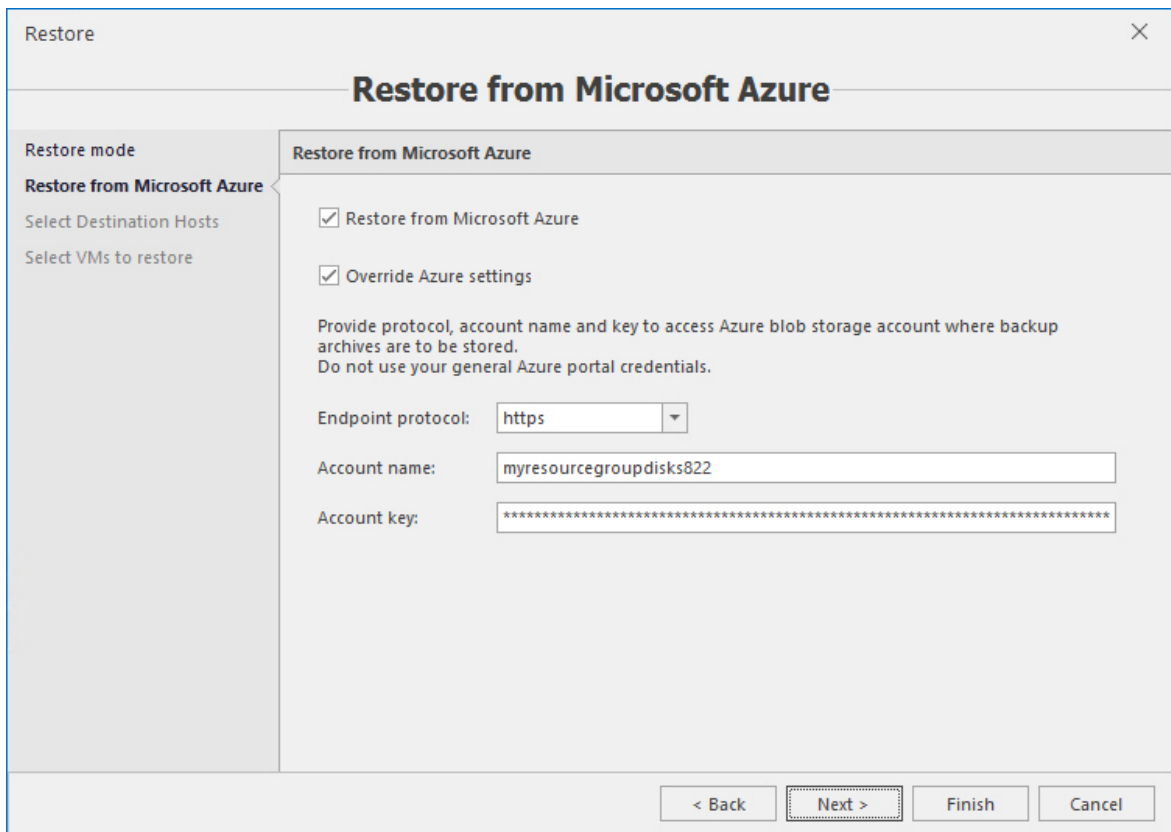 Restore
Restore from Microsoft Azure
Restore mode
Restore from Microsoft Azure
Select Destination Hosts
Select VMs to restore
Restore from Microsoft Azure
Restore from Microsoft Azure
Override Azure settings
Provide protocol, account name and key to access Azure blob storage account where backup
archives are to be stored.
Do not use your general Azure portal credentials.
Endpoint protocol: https
Account name: myresourcegroupdisks822
Account key: ********************************************************************************
< Back Next > Finish Cancel